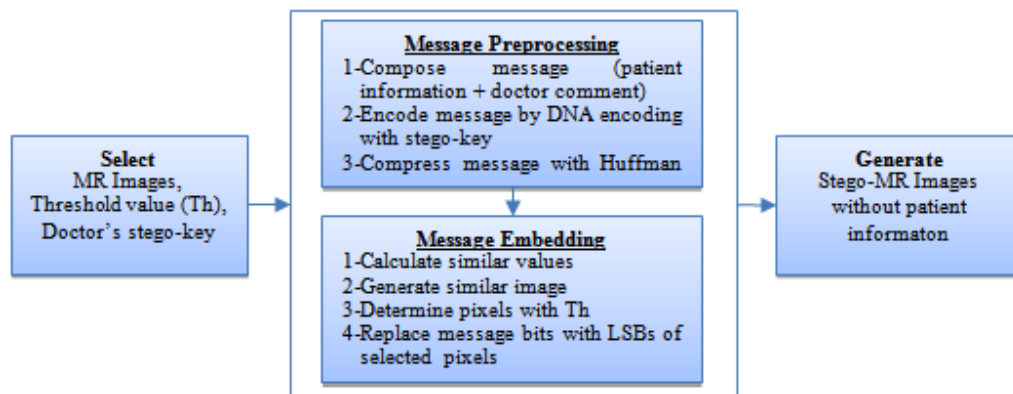 Select
MR Images,
Threshold value (Th),
Doctor's stego-key
Message Preprocessing
1-Compose message (patient
information + doctor comment)
2-Encode message by DNA encoding
with stego-key
3-Compress message with Huffman
Message Embedding
1-Calculate similar values
2-Generate similar image
3-Determine pixels with Th
4-Replace message bits with LSBs of
selected pixels
Generate
Stego-MR Images
without patient
informaton